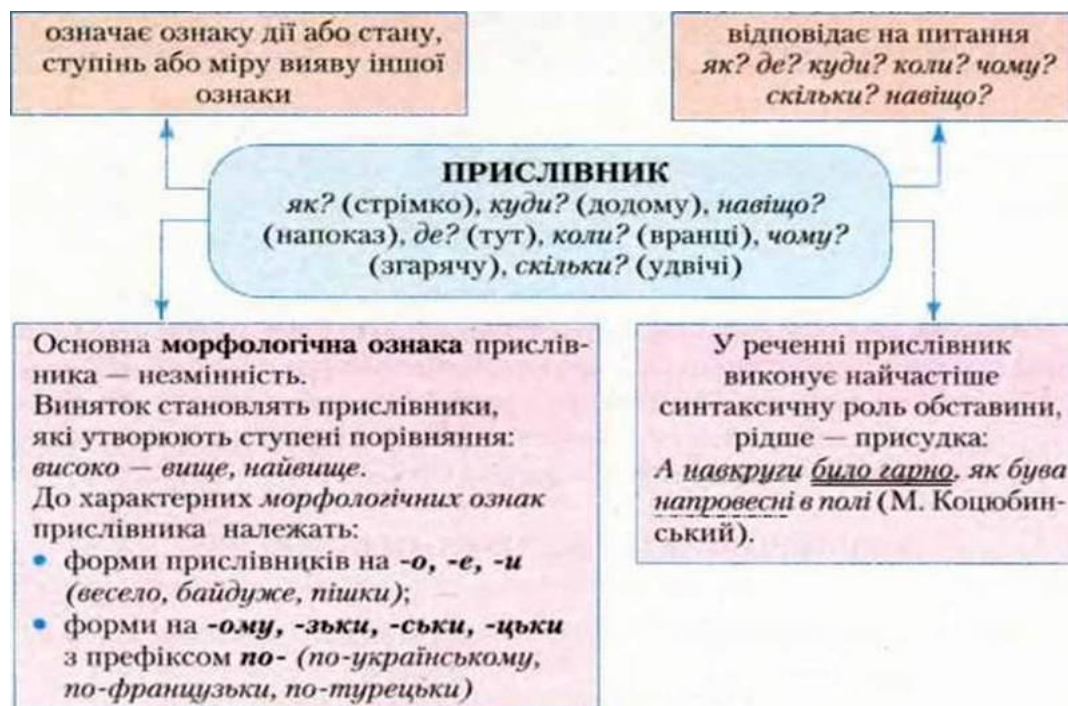 означає ознаку дії або стану,
ступінь або міру вияву іншої
ознаки
відповідає на питання
як? де? куди? коли? чому?
скільки? навіщо?
ПРИСЛІВНИК
як? (стрімко), куди? (додому), навіщо?
(напоказ), де? (тут), коли? (вранці), чому?
(згарячу), скільки? (удвічі)
Основна морфологічна ознака прислів-
ника — незмінність.
Виняток становлять прислівники,
які утворюють ступені порівняння:
високо — вище, найвище.
До характерних морфологічних ознак
прислівника належать:
• форми прислівників на -о, -е, -и
(весело, байдуже, пішки);
• форми на -ому, -зьки, -ськи, -цьки
з префіксом по- (по-українському,
по-французьки, по-турецьки)
У реченні прислівник
виконує найчастіше
синтаксичну роль обставини,
рідше — присудка:
А навкруги було гарно, як бува
напровесні в полі (М. Коцюбин-
ський).